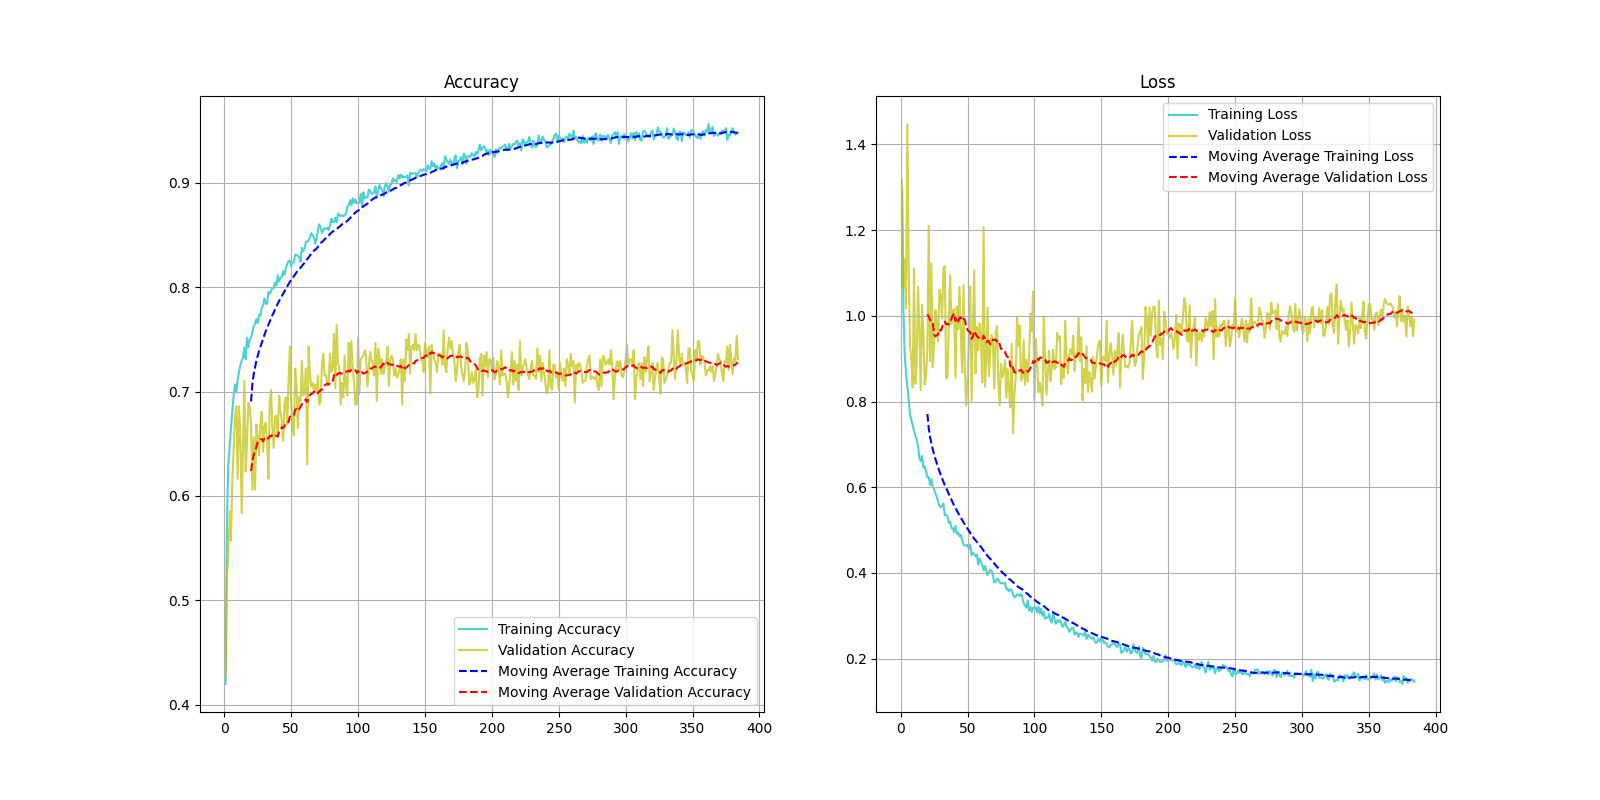 Accuracy
0.9
0.8
0.7
0.6
0.5
0.4
0 50 100 150 200 250 300 350 400
Training Accuracy
Validation Accuracy
Moving Average Training Accuracy
Moving Average Validation Accuracy
Loss
1.4
1.2
1.0
0.8
0.6
0.4
0.2
0 50 100 150 200 250 300 350 400
Training Loss
Validation Loss
Moving Average Training Loss
Moving Average Validation Loss